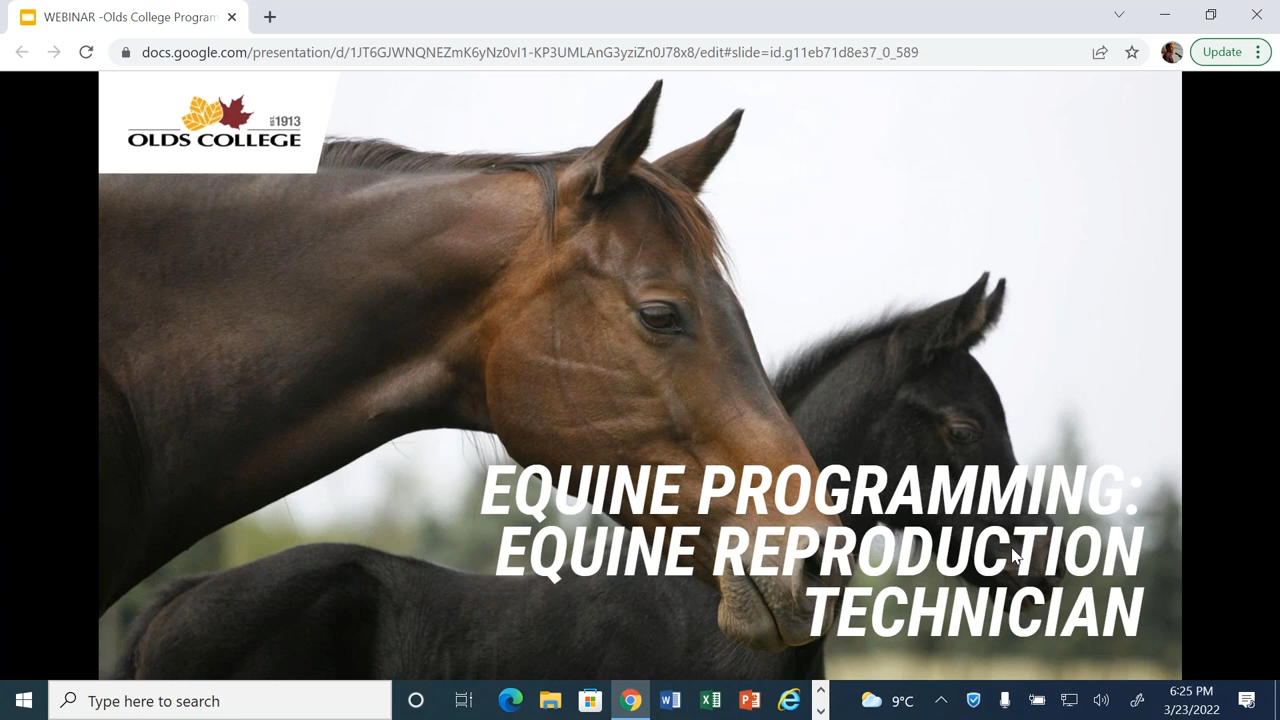 WEBINAR -Olds College Program
docs.google.com/presentation/d/1JT6GJWNQNEZmK6yNz0vI1-KP3UMLAnG3yziZn0J78x8/edit#slide=id.g11eb71d8e37_0_589
Update
EST. 1913
OLDS COLLEGE
EQUINE PROGRAMMING:
EQUINE REPRODUCTION
TECHNICIAN
Type here to search
9°C
6:25 PM
3/23/2022